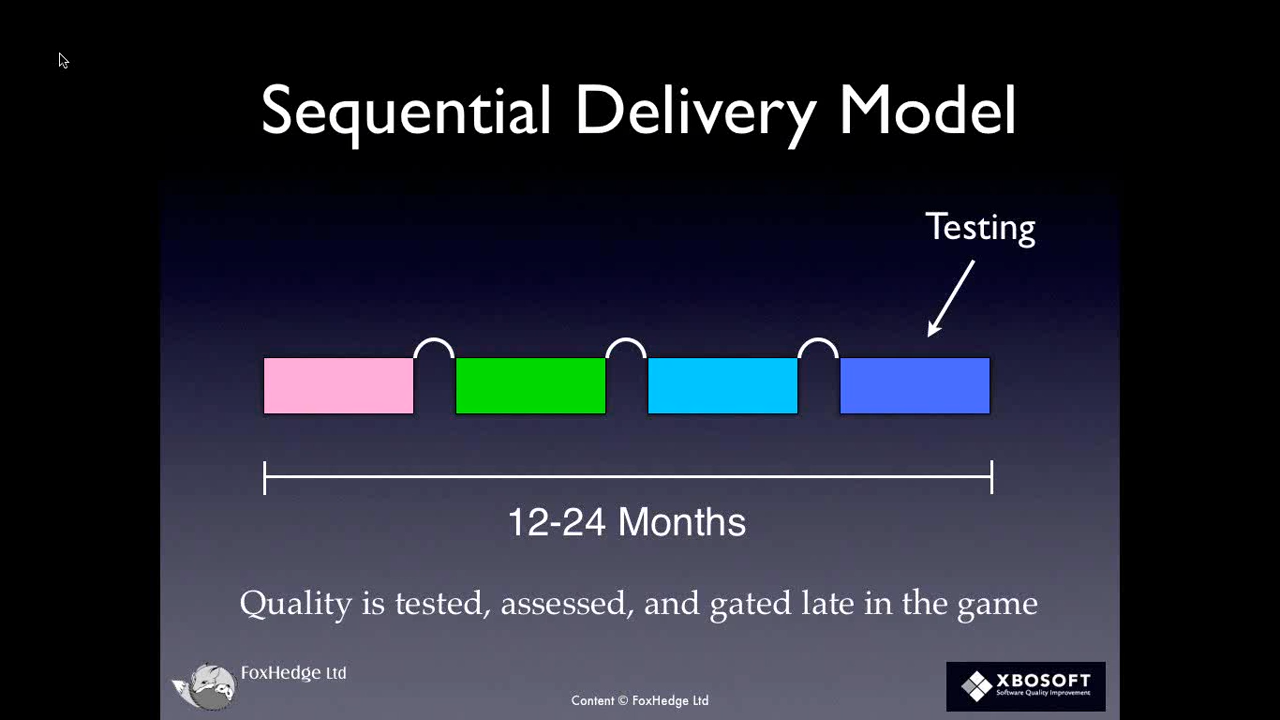 Sequential Delivery Model
Testing
12-24 Months
Quality is tested, assessed, and gated late in the game
FoxHedge Ltd
Content © FoxHedge Ltd
XBOSOFT
Software Quality Improvement